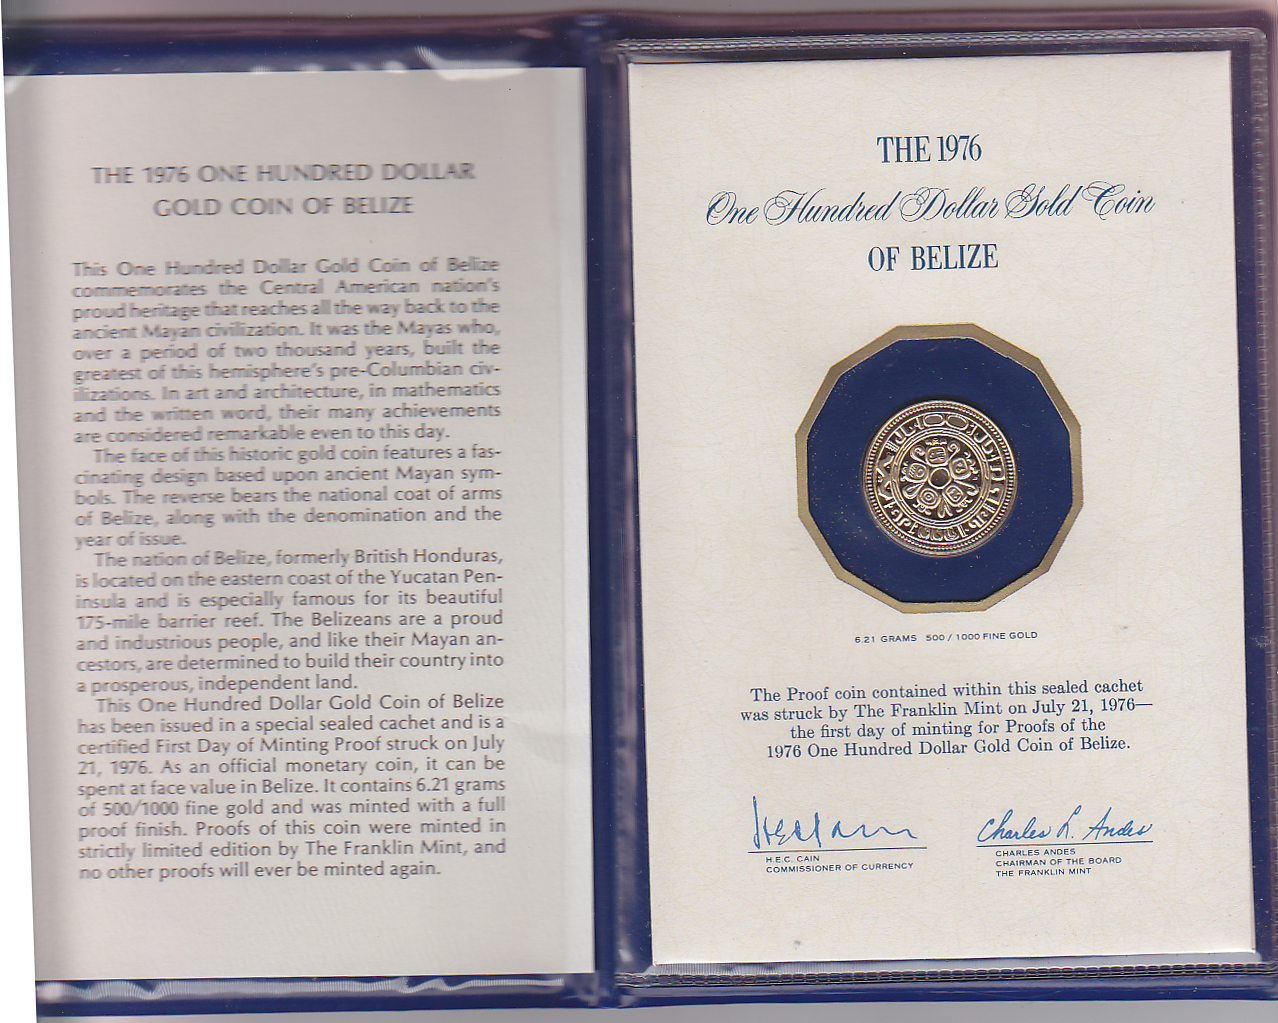 THE 1976 ONE HUNDRED DOLLAR
GOLD COIN OF BELIZE
This One Hundred Dollar Gold Coin of Belize
commemorates the Central American nation's
proud heritage that reaches all the way back to the
ancient Mayan civilization. It was the Mayas who,
over a period of two thousand years, built the
greatest of this hemisphere's pre-Columbian civ-
ilizations. In art and architecture, in mathematics
and the written word, their many achievements
are considered remarkable even to this day.
The face of this historic gold coin features a fas-
cinating design based upon ancient Mayan sym-
bols. The reverse bears the national coat of arms
of Belize, along with the denomination and the
year of issue.
The nation of Belize, formerly British Honduras,
is located on the eastern coast of the Yucatan Pen-
insula and is especially famous for its beautiful
175-mile barrier reef. The Belizeans are a proud
and industrious people, and like their Mayan an-
cestors, are determined to build their country into
a prosperous, independent land.
This One Hundred Dollar Gold Coin of Belize
has been issued in a special sealed cachet and is a
certified First Day of Minting Proof struck on July
21, 1976. As an official monetary coin, it can be
spent at face value in Belize. It contains 6.21 grams
of 500/1000 fine gold and was minted with a full
proof finish. Proofs of this coin were minted in
strictly limited edition by The Franklin Mint, and
no other proofs will ever be minted again.
THE 1976
One Hundred Dollar Gold Coin
OF BELIZE
6.21 GRAMS 500/1000 FINE GOLD
The Proof coin contained within this sealed cachet
was struck by The Franklin Mint on July 21, 1976—
the first day of minting for Proofs of the
1976 One Hundred Dollar Gold Coin of Belize.
Charles L. Andes
H.E.C. CAIN
COMMISSIONER OF CURRENCY
CHARLES ANDES
CHAIRMAN OF THE BOARD
THE FRANKLIN MINT